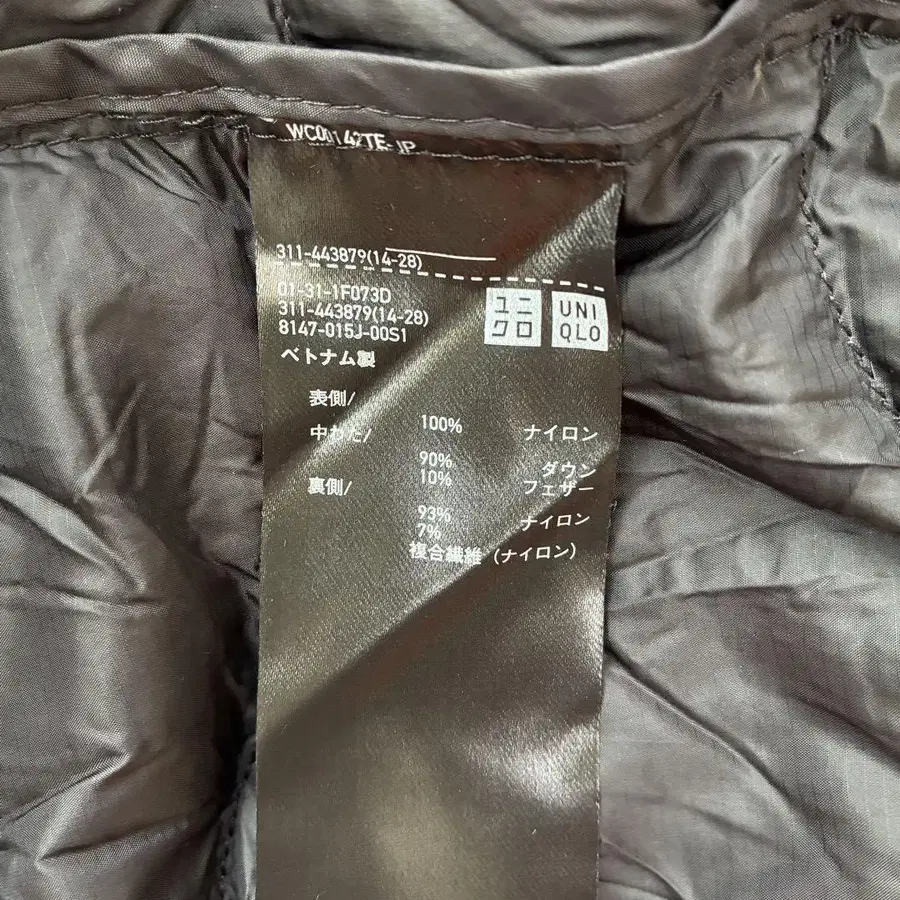 WC00142TE-JP
311-443879(14-28)
01-31-1F073D
311-443879(14-28)
8147-015J-00S1
ユニ
クロ
UNI
QLO
ベトナム製
表側/
100% ナイロン
中わた/
90% ダウン
10% フェザー
裏側/
93% ナイロン
7%
複合繊維 (ナイロン)